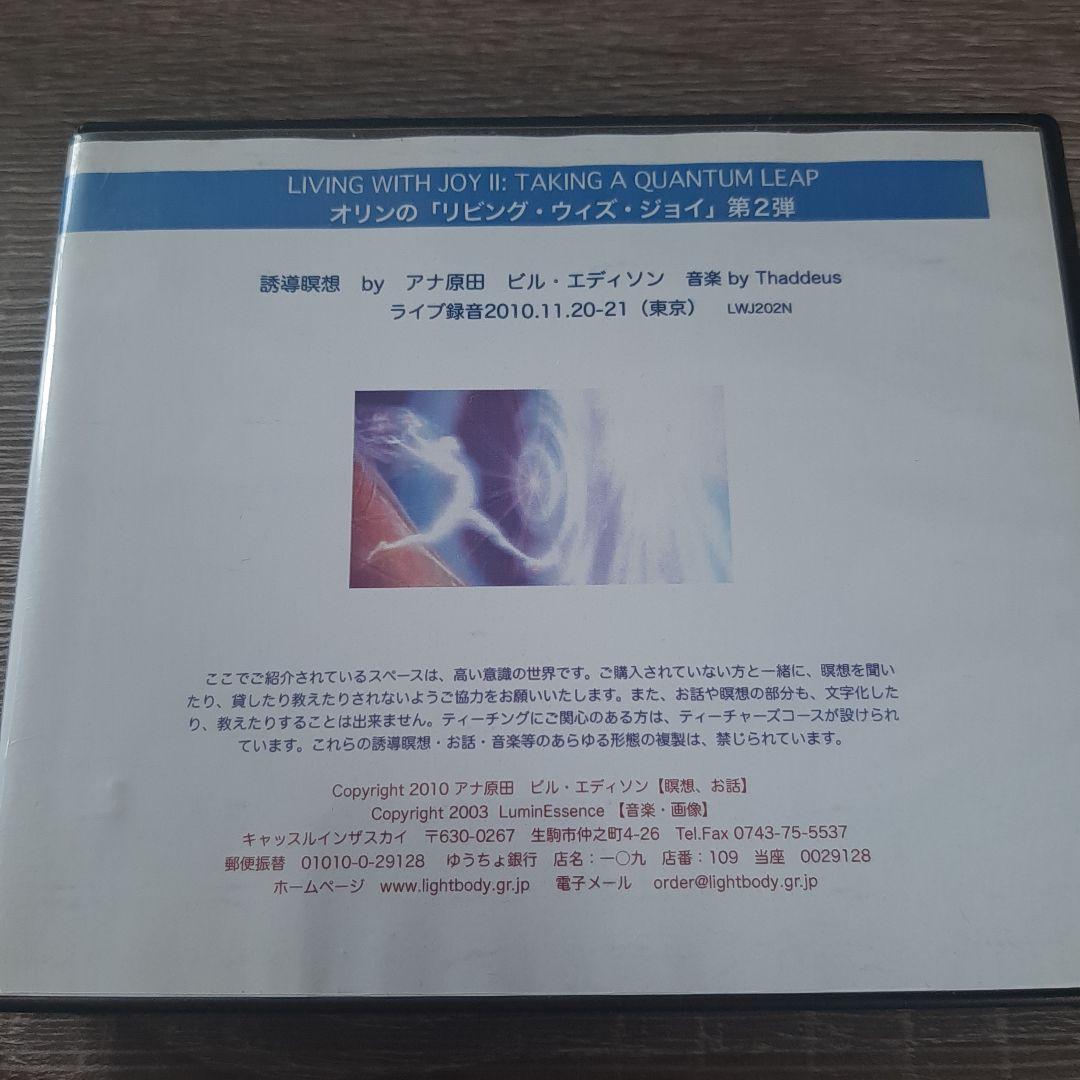 LIVING WITH JOY II: TAKING A QUANTUM LEAP
オリンの「リビング・ウィズ・ジョイ」第2弾
誘導瞑想 by アナ原田 ビル・エディソン 音楽 by Thaddeus
ライブ録音2010.11.20-21（東京） LWJ202N
ここでご紹介されているスペースは、高い意識の世界です。ご購入されていない方と一緒に、瞑想を聞い
たり、貸したり教えたりされないようご協力をお願いいたします。また、お話や瞑想の部分も、文字化した
り、教えたりすることは出来ません。ティーチングにご関心のある方は、ティーチャーズコースが設けられ
ています。これらの誘導瞑想・お話・音楽等のあらゆる形態の複製は、禁じられています。
Copyright 2010 アナ原田 ビル・エディソン【瞑想、お話】
Copyright 2003 LuminEssence 【音楽・画像】
キャッスルインザスカイ 〒630-0267 生駒市仲之町4-26 Tel.Fax 0743-75-5537
郵便振替 01010-0-29128 ゆうちょ銀行 店名：一〇九 店番：109 当座 0029128
ホームページ www.lightbody.gr.jp 電子メール order@lightbody.gr.jp